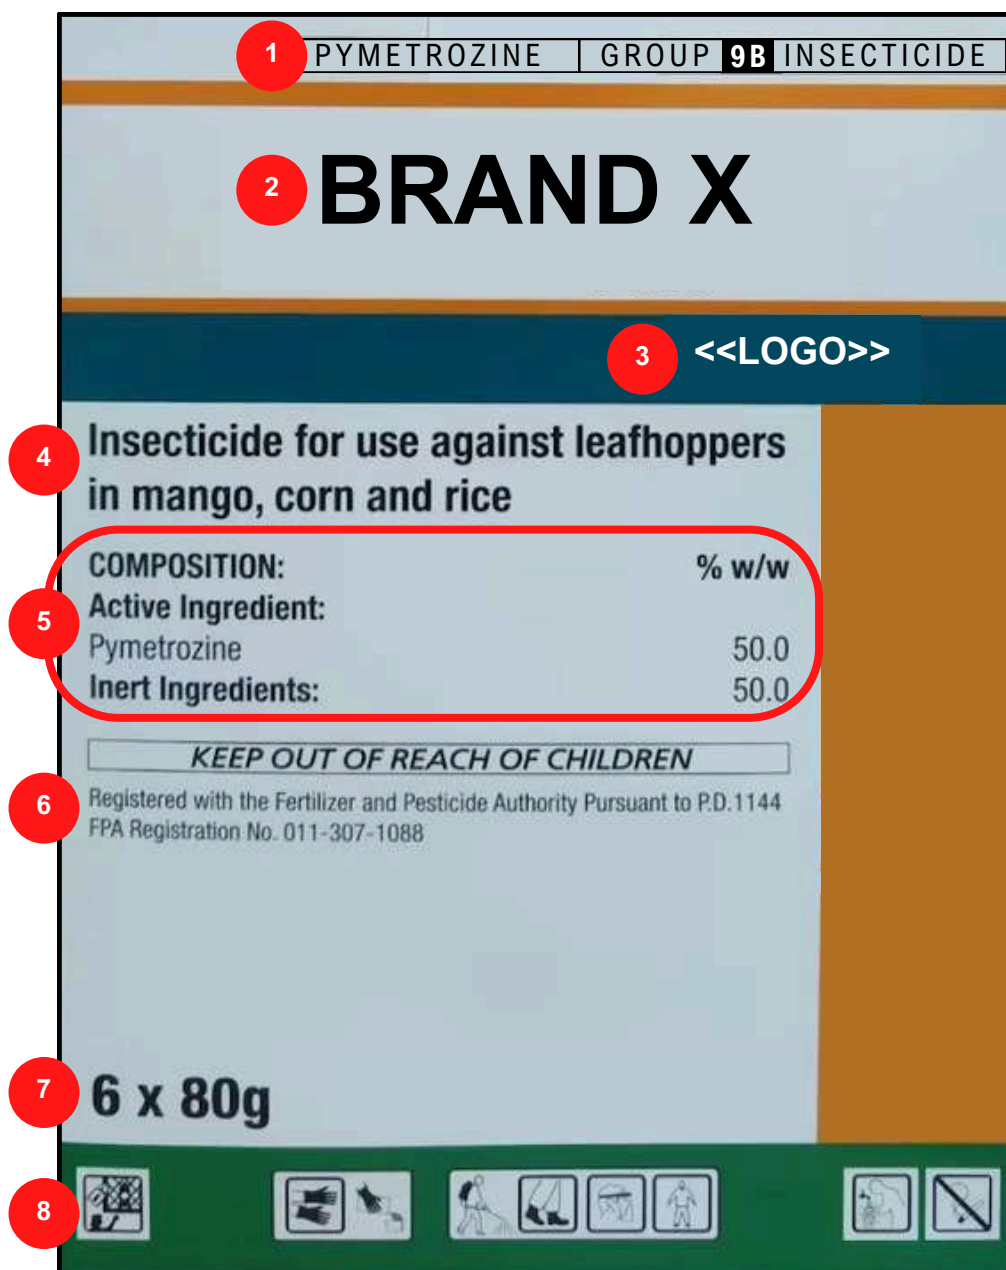 1 PYMETROZINE GROUP 9B INSECTICIDE
2 BRAND X
3 <<LOGO>>
4 Insecticide for use against leafhoppers
in mango, corn and rice
COMPOSITION: % w/w
Active Ingredient:
5
Pymetrozine 50.0
Inert Ingredients: 50.0
KEEP OUT OF REACH OF CHILDREN
6 Registered with the Fertilizer and Pesticide Authority Pursuant to P.D.1144
FPA Registration No. 011-307-1088
7 6 x 80g
8